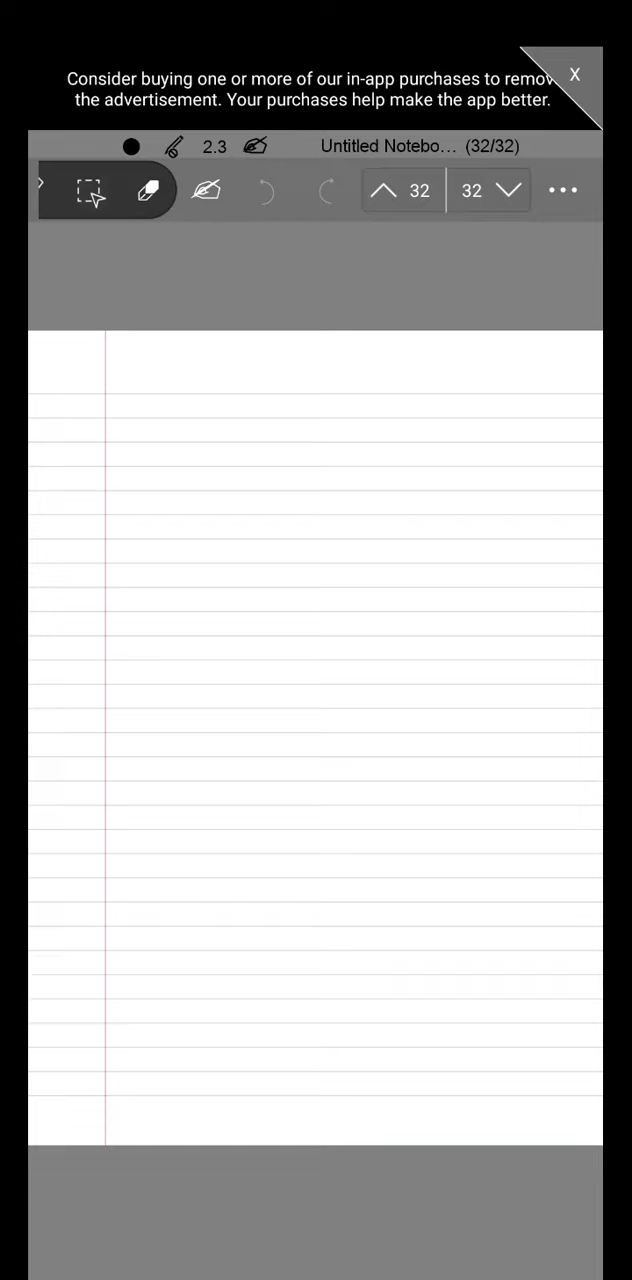 Consider buying one or more of our in-app purchases to remov
the advertisement. Your purchases help make the app better.
X
2.3 Untitled Notebo... (32/32)
32 32